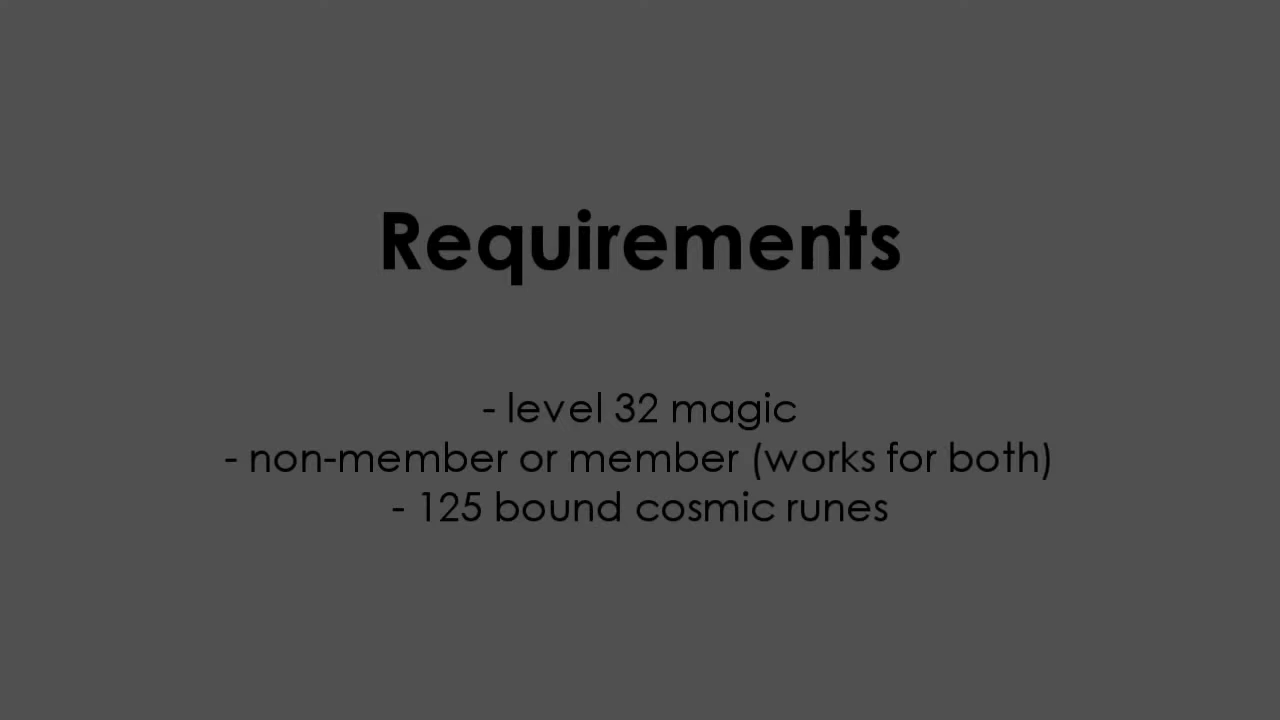 Requirements
- level 32 magic
- non-member or member (works for both)
- 125 bound cosmic runes